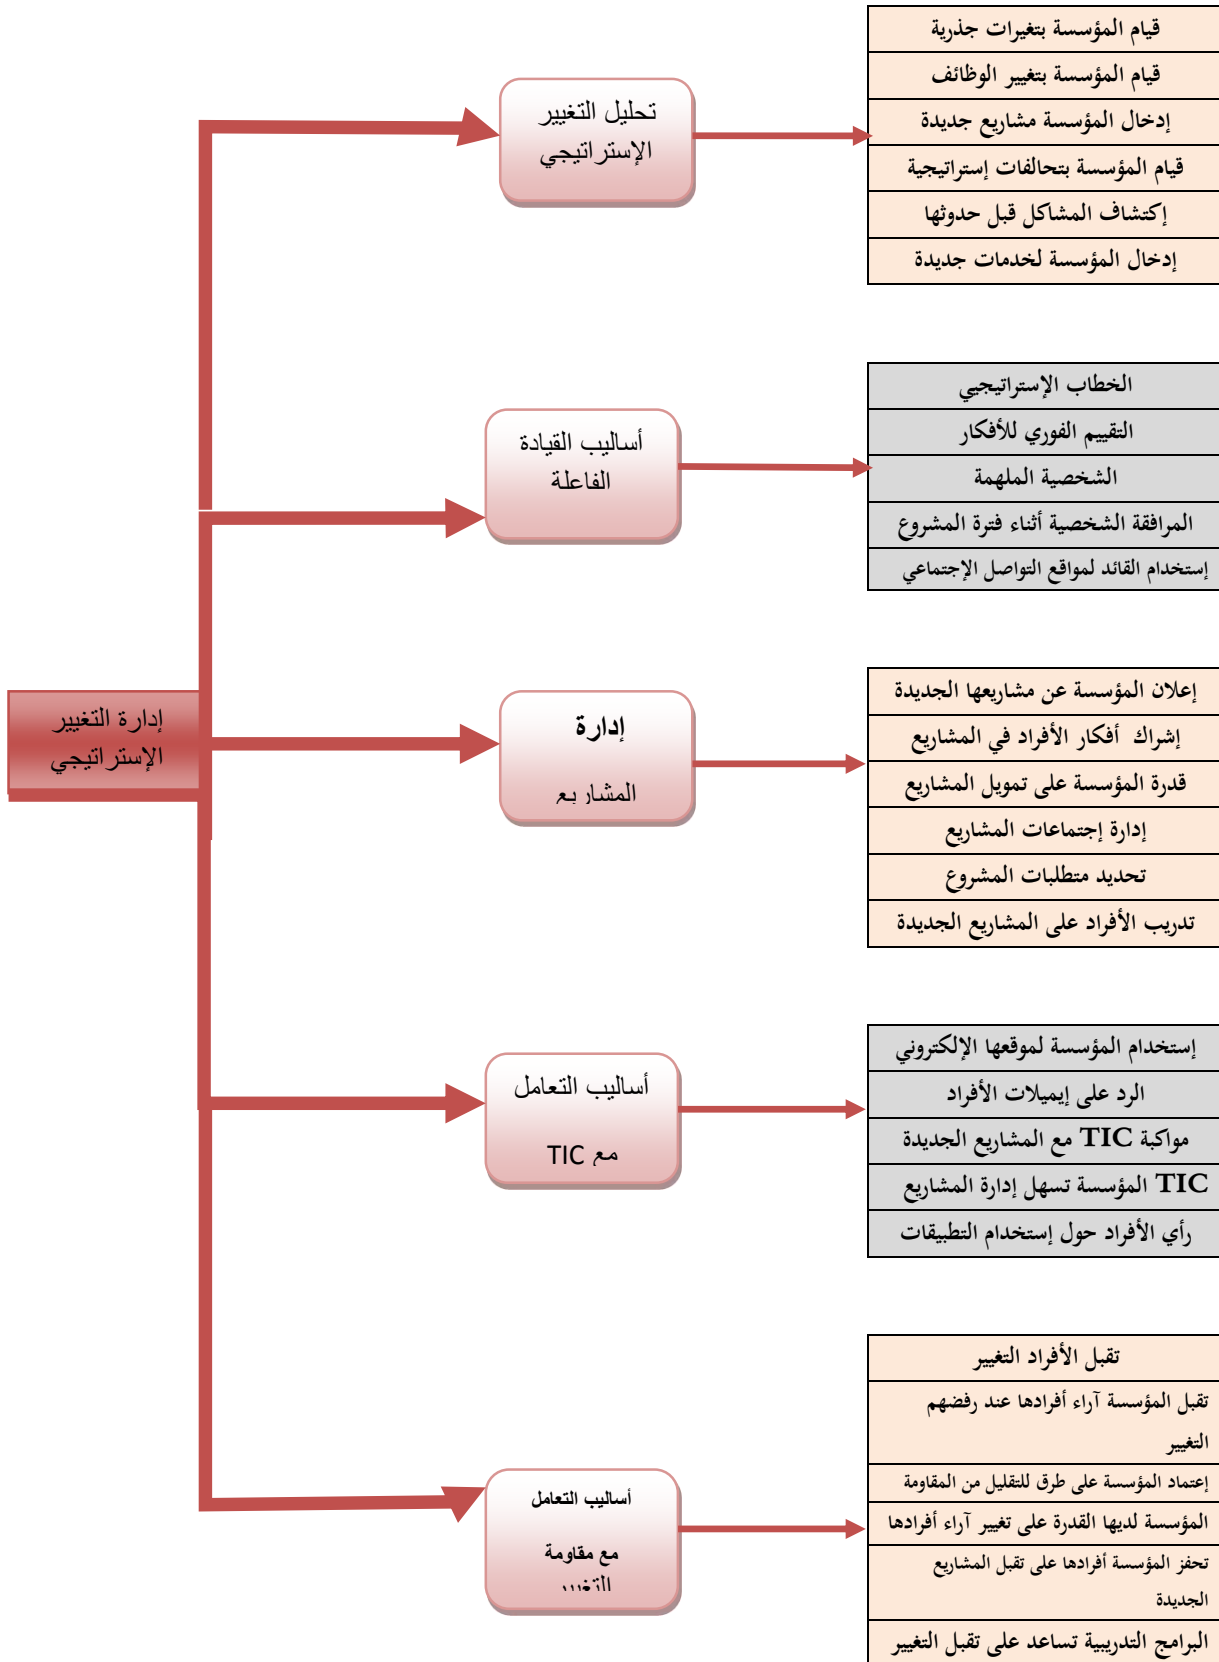 قيام المؤسسة بتغيرات جذرية
قيام المؤسسة بتغيير الوظائف
إدخال المؤسسة مشاريع جديدة
قيام المؤسسة بتحالفات إستراتيجية
إكتشاف المشاكل قبل حدوثها
إدخال المؤسسة لخدمات جديدة
تحليل التغيير
الإستراتيجي
الخطاب الإستراتيجيي
التقييم الفوري للأفكار
الشخصية الملهمة
المرافقة الشخصية أثناء فترة المشروع
إستخدام القائد لمواقع التواصل الإجتماعي
أساليب القيادة
الفاعلة
إعلان المؤسسة عن مشاريعها الجديدة
إشراك أفكار الأفراد في المشاريع
قدرة المؤسسة على تمويل المشاريع
إدارة إجتماعات المشاريع
تحديد متطلبات المشروع
تدريب الأفراد على المشاريع الجديدة
إدارة
المشاريع
إدارة التغيير
الإستراتيجي
إستخدام المؤسسة لموقعها الإلكتروني
الرد على إيميلات الأفراد
مواكبة TIC مع المشاريع الجديدة
TIC المؤسسة تسهل إدارة المشاريع
رأي الأفراد حول إستخدام التطبيقات
أساليب التعامل
مع TIC
تقبل الأفراد التغيير
تقبل المؤسسة آراء أفرادها عند رفضهم
التغيير
إعتماد المؤسسة على طرق للتقليل من المقاومة
المؤسسة لديها القدرة على تغيير آراء أفرادها
تحفز المؤسسة أفرادها على تقبل المشاريع
الجديدة
البرامج التدريبية تساعد على تقبل التغيير
أساليب التعامل
مع مقاومة
التغيير